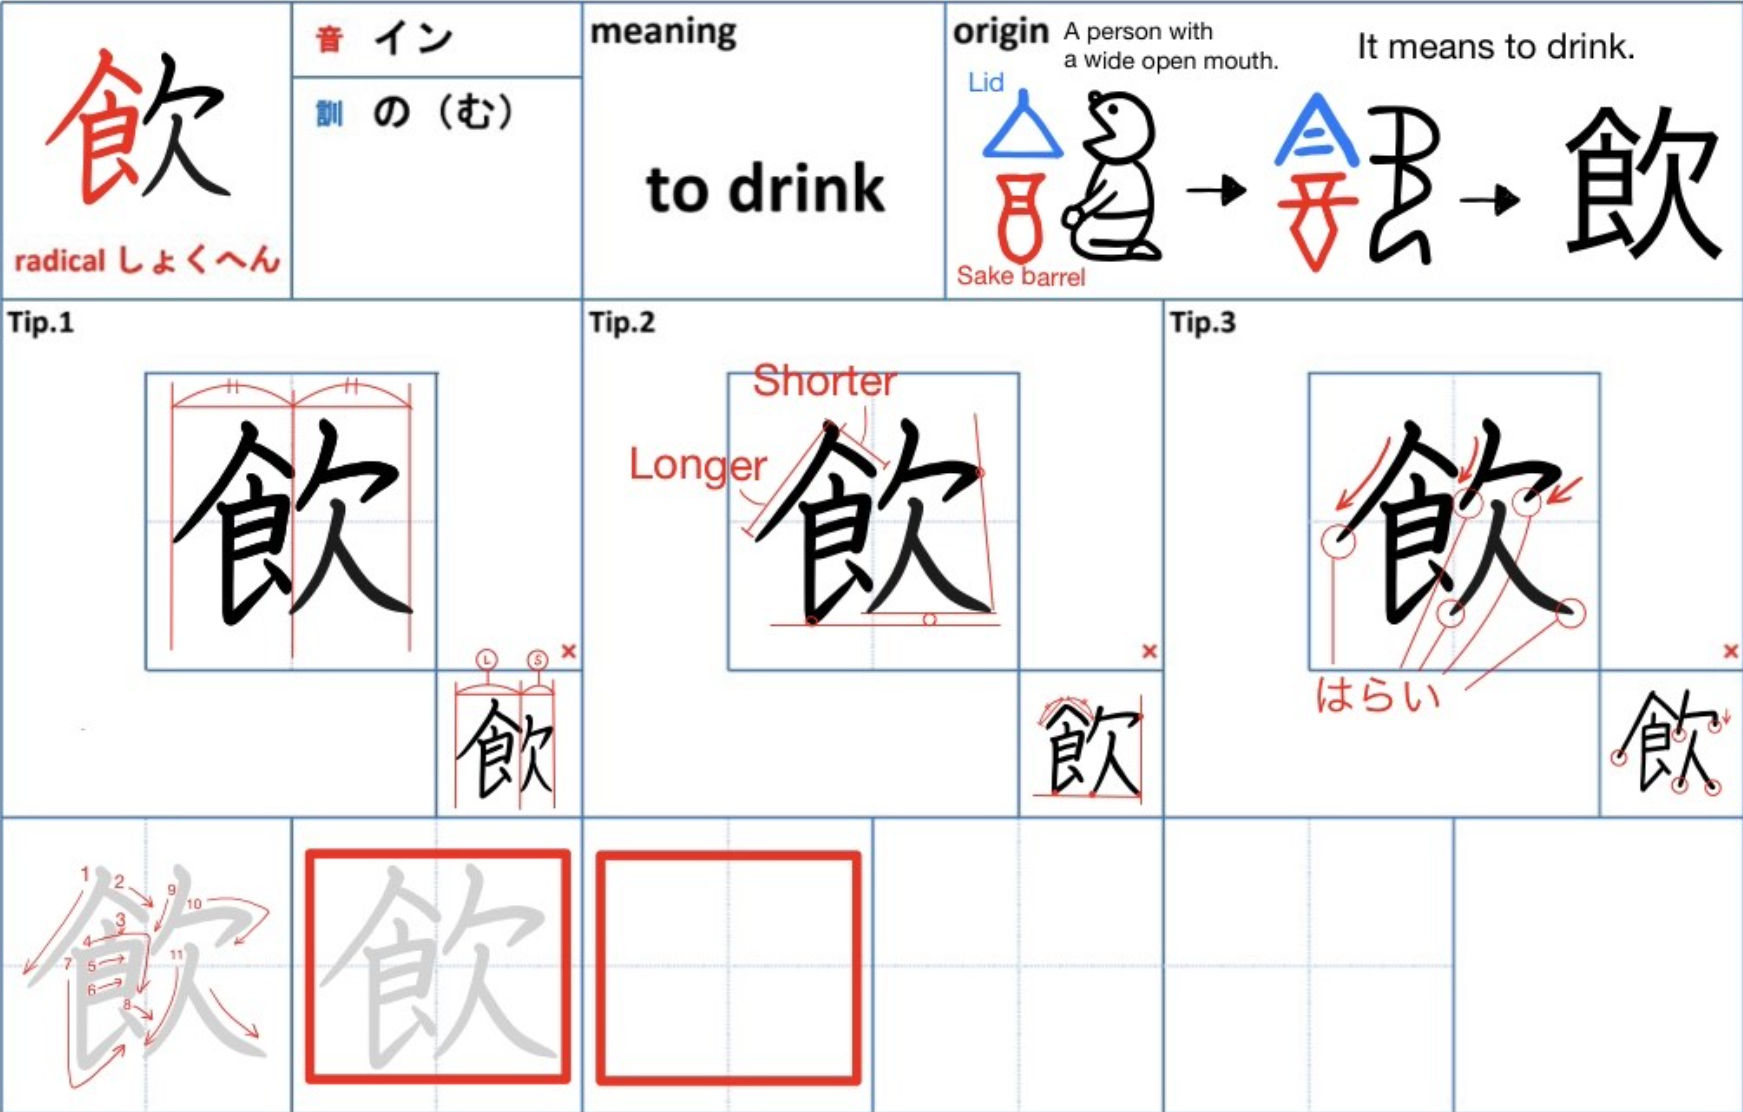 飲
radical しょくへん
音 イン
訓 の（む）
meaning
to drink
origin
A person with
a wide open mouth.
It means to drink.
Lid
Sake barrel
飲
Tip.1
飲
L S
×
飲
Tip.2
Shorter
Longer
飲
×
飲
Tip.3
飲
はらい
×
飲
飲
1 2 3 4 5 6 7 8 9 10 11
飲